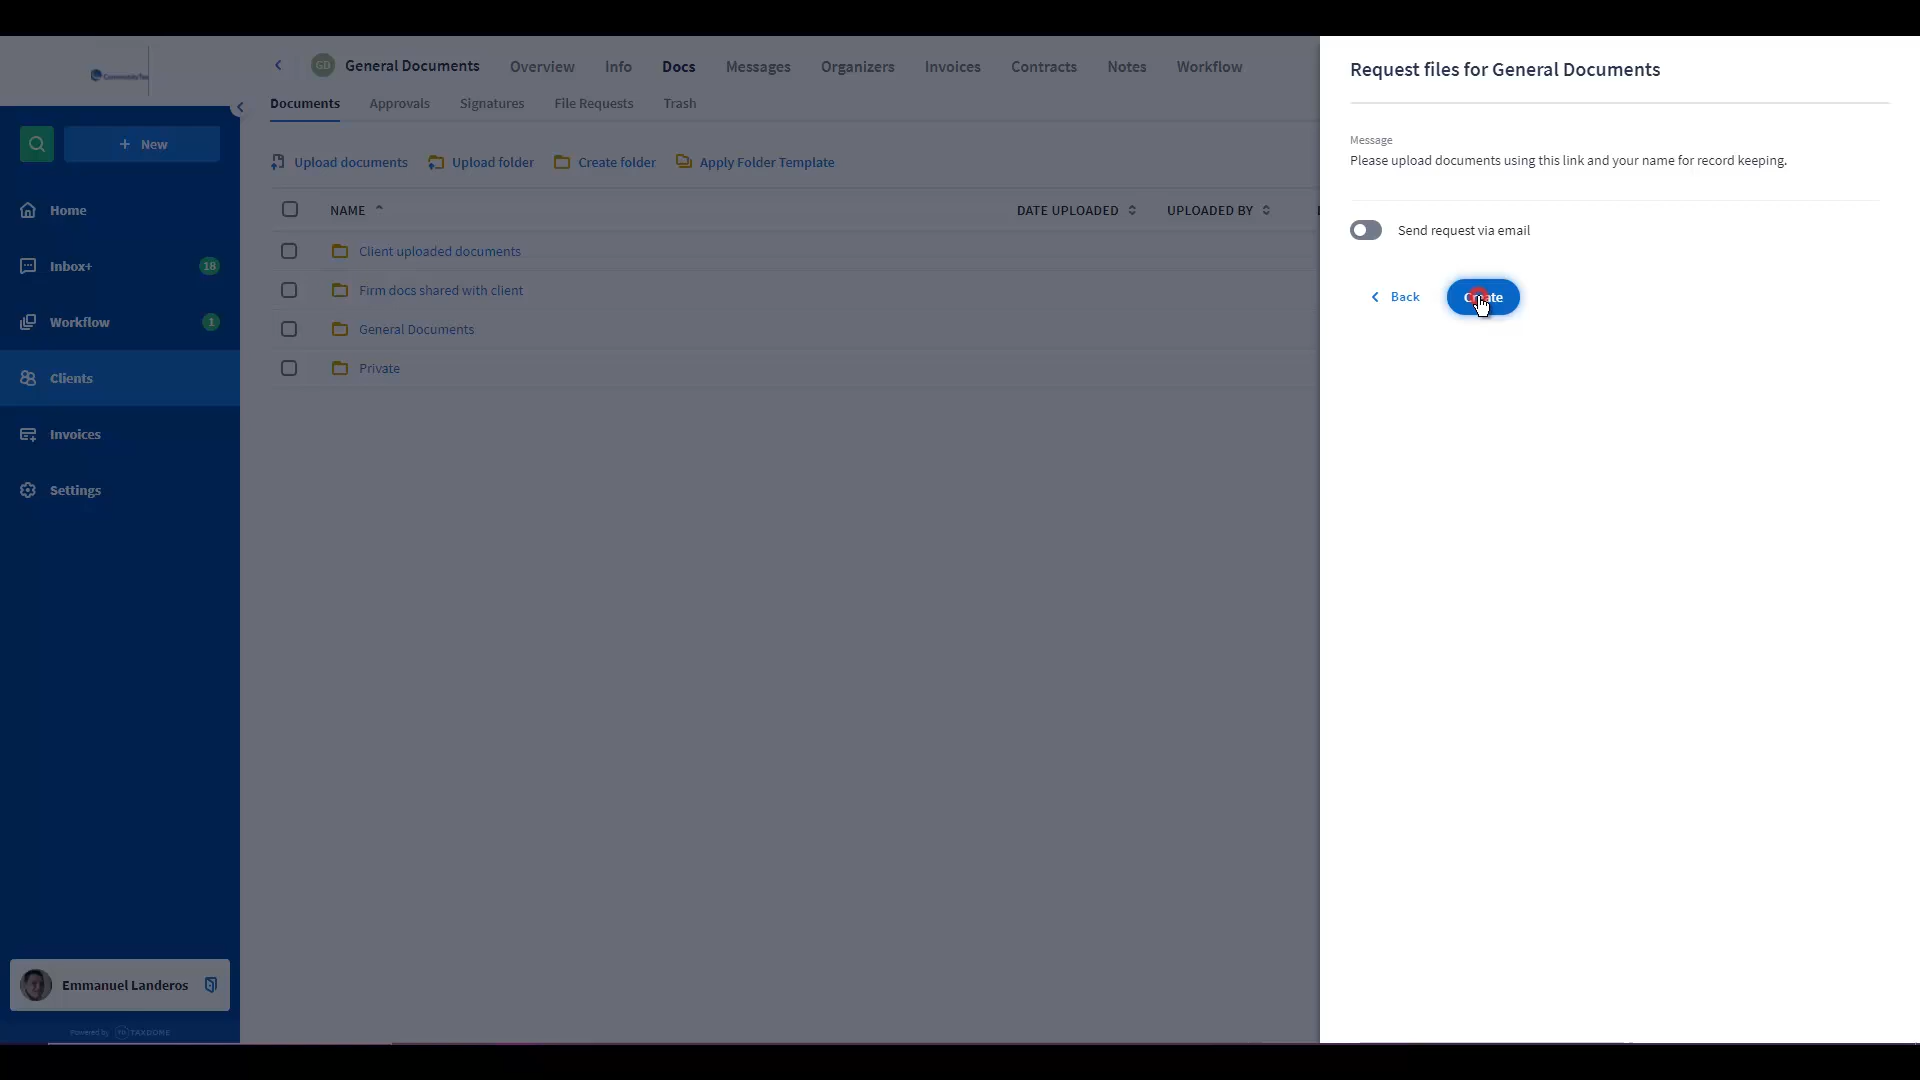 General Documents
Overview
Info
Docs
Messages
Organizers
Invoices
Contracts
Notes
Workflow
Documents
Approvals
Signatures
File Requests
Trash
New
Upload documents
Upload folder
Create folder
Apply Folder Template
Home
Inbox+ 18
Workflow 1
Clients
Invoices
Settings
NAME
DATE UPLOADED
UPLOADED BY
Client uploaded documents
Firm docs shared with client
General Documents
Private
Emmanuel Landeros
Powered by TAXDOME
Request files for General Documents
Message
Please upload documents using this link and your name for record keeping.
Send request via email
Back
Create
GD